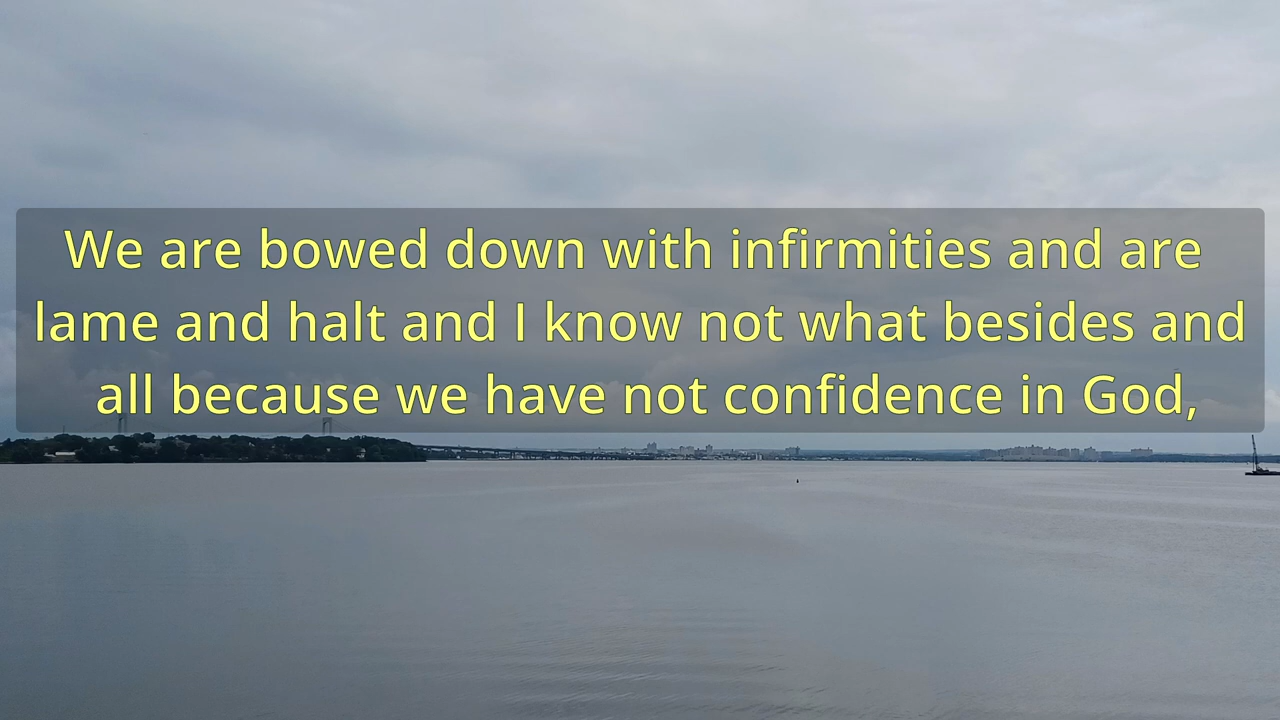 We are bowed down with infirmities and are
lame and halt and I know not what besides and
all because we have not confidence in God,